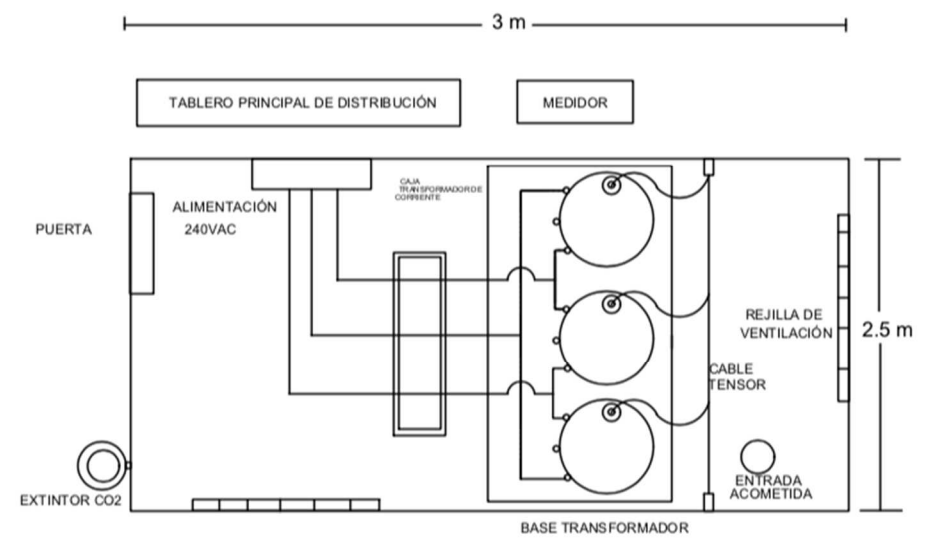 3 m
TABLERO PRINCIPAL DE DISTRIBUCIÓN
MEDIDOR
CAJA
TRANSFORMADOR DE
CORRIENTE
ALIMENTACIÓN
240VAC
PUERTA
REJILLA DE
VENTILACIÓN
2.5 m
CABLE
TENSOR
ENTRADA
ACOMETIDA
EXTINTOR CO2
BASE TRANSFORMADOR